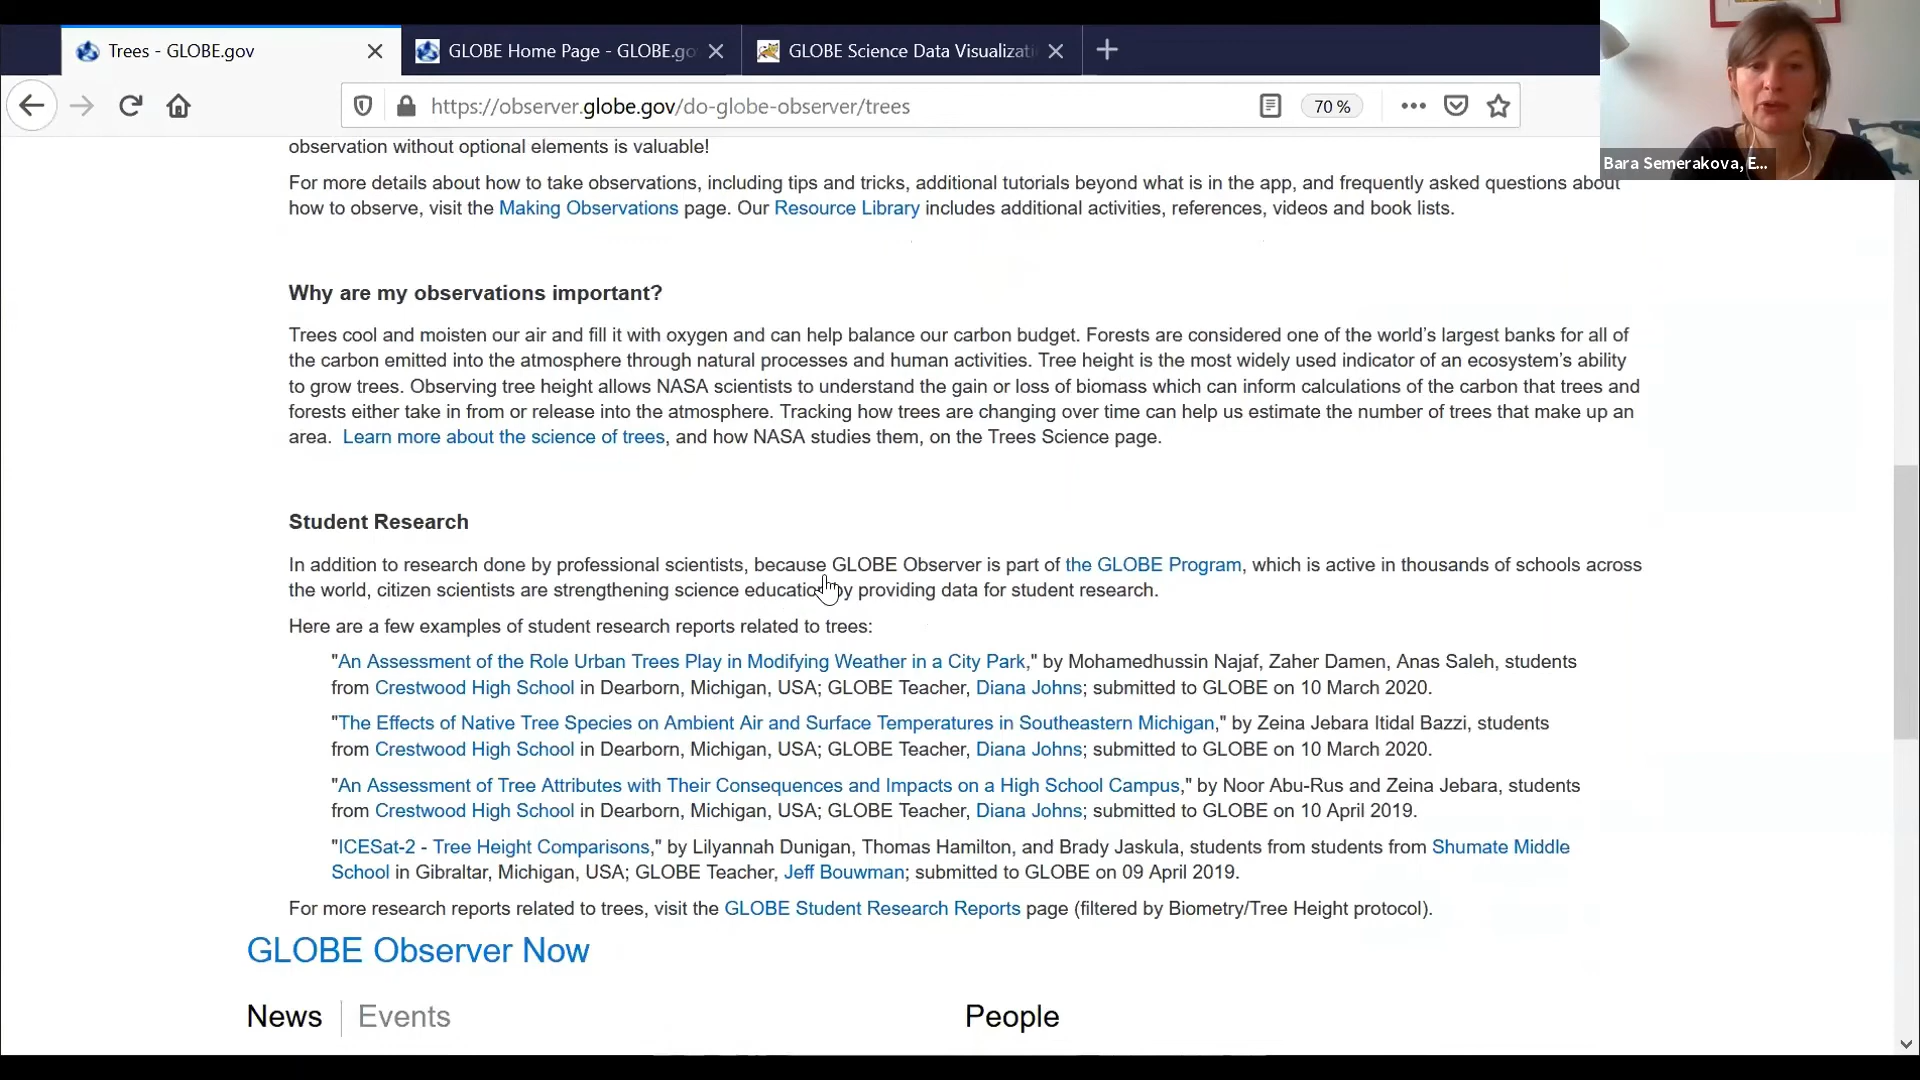 Trees - GLOBE.gov
GLOBE Home Page - GLOBE.go
GLOBE Science Data Visualizati
https://observer.globe.gov/do-globe-observer/trees
70 %
Bara Semerakova, E...
observation without optional elements is valuable!
For more details about how to take observations, including tips and tricks, additional tutorials beyond what is in the app, and frequently asked questions about
how to observe, visit the Making Observations page. Our Resource Library includes additional activities, references, videos and book lists.
Why are my observations important?
Trees cool and moisten our air and fill it with oxygen and can help balance our carbon budget. Forests are considered one of the world's largest banks for all of
the carbon emitted into the atmosphere through natural processes and human activities. Tree height is the most widely used indicator of an ecosystem's ability
to grow trees. Observing tree height allows NASA scientists to understand the gain or loss of biomass which can inform calculations of the carbon that trees and
forests either take in from or release into the atmosphere. Tracking how trees are changing over time can help us estimate the number of trees that make up an
area. Learn more about the science of trees, and how NASA studies them, on the Trees Science page.
Student Research
In addition to research done by professional scientists, because GLOBE Observer is part of the GLOBE Program, which is active in thousands of schools across
the world, citizen scientists are strengthening science education by providing data for student research.
Here are a few examples of student research reports related to trees:
"An Assessment of the Role Urban Trees Play in Modifying Weather in a City Park," by Mohamedhussin Najaf, Zaher Damen, Anas Saleh, students
from Crestwood High School in Dearborn, Michigan, USA; GLOBE Teacher, Diana Johns; submitted to GLOBE on 10 March 2020.
"The Effects of Native Tree Species on Ambient Air and Surface Temperatures in Southeastern Michigan," by Zeina Jebara Itidal Bazzi, students
from Crestwood High School in Dearborn, Michigan, USA; GLOBE Teacher, Diana Johns; submitted to GLOBE on 10 March 2020.
"An Assessment of Tree Attributes with Their Consequences and Impacts on a High School Campus," by Noor Abu-Rus and Zeina Jebara, students
from Crestwood High School in Dearborn, Michigan, USA; GLOBE Teacher, Diana Johns; submitted to GLOBE on 10 April 2019.
"ICESat-2 - Tree Height Comparisons," by Lilyannah Dunigan, Thomas Hamilton, and Brady Jaskula, students from students from Shumate Middle
School in Gibraltar, Michigan, USA; GLOBE Teacher, Jeff Bouwman; submitted to GLOBE on 09 April 2019.
For more research reports related to trees, visit the GLOBE Student Research Reports page (filtered by Biometry/Tree Height protocol).
GLOBE Observer Now
News
Events
People